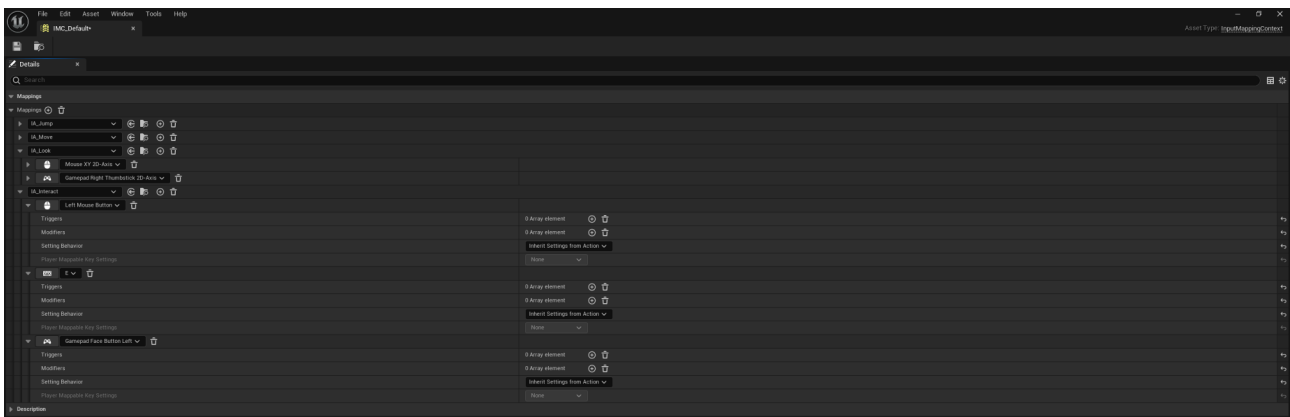 File Edit Asset Window Tools Help
IMC_Default*
Asset Type: InputMappingContext
Details
Search
Mappings
Mappings
IA_Jump
IA_Move
IA_Look
Mouse XY 2D-Axis
Gamepad Right Thumbstick 2D-Axis
IA_Interact
Left Mouse Button
Triggers 0 Array element
Modifiers 0 Array element
Setting Behavior Inherit Settings from Action
Player Mappable Key Settings None
E
Triggers 0 Array element
Modifiers 0 Array element
Setting Behavior Inherit Settings from Action
Player Mappable Key Settings None
Gamepad Face Button Left
Triggers 0 Array element
Modifiers 0 Array element
Setting Behavior Inherit Settings from Action
Player Mappable Key Settings None
Description